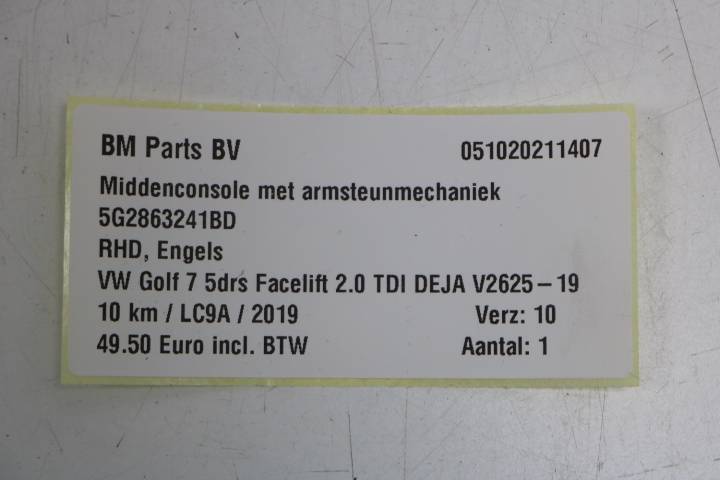 BM Parts BV 051020211407
Middenconsole met armsteunmechaniek
5G2863241BD
RHD, Engels
VW Golf 7 5drs Facelift 2.0 TDI DEJA V2625-19
10 km / LC9A / 2019 Verz: 10
49.50 Euro incl. BTW Aantal: 1